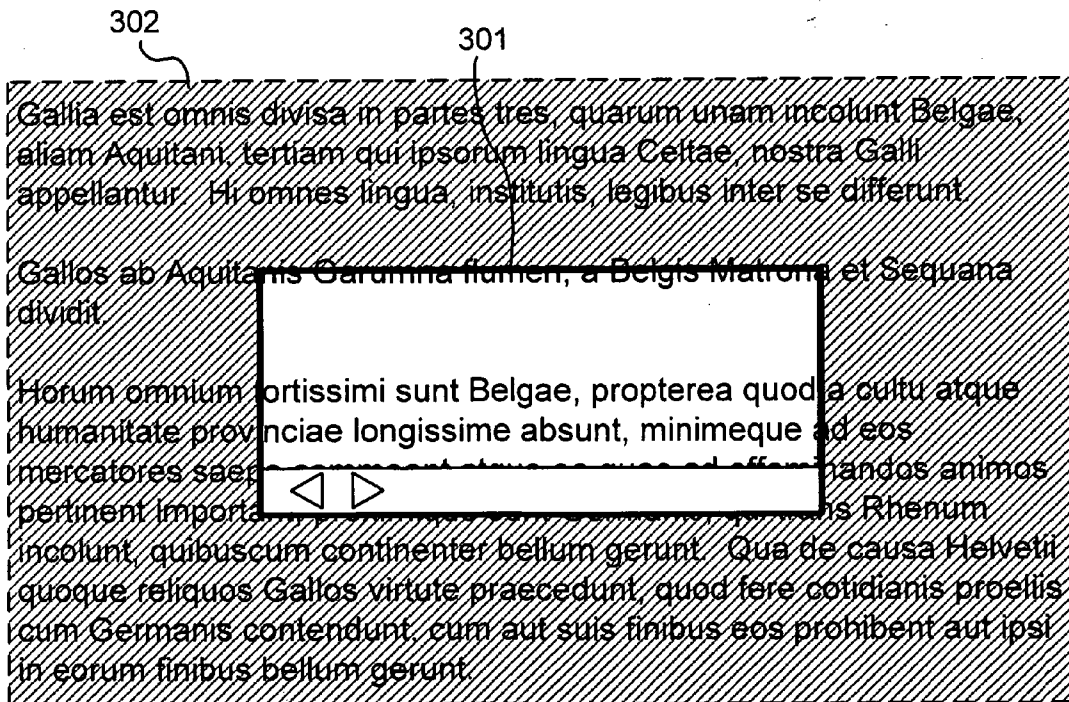 302
301
Gallia est omnis divisa in partes tres, quarum unam incolunt Belgae,
aliam Aquitani, tertiam qui ipsorum lingua Celtae, nostra Galli
appellantur. Hi omnes lingua, institutis, legibus inter se differunt.
Gallos ab Aquitanis Garumna flumen, a Belgis Matrona et Sequana
dividit.
Horum omnium fortissimi sunt Belgae, propterea quod a cultu atque
humanitate provinciae longissime absunt, minimeque ad eos
mercatores saepe commeant atque ea quae ad effeminandos animos
pertinent important, Rhenum
incolunt, quibuscum continenter bellum gerunt. Qua de causa Helvetii
quoque reliquos Gallos virtute praecedunt, quod fere cotidianis proeliis
cum Germanis contendunt, cum aut suis finibus eos prohibent aut ipsi
in eorum finibus bellum gerunt.